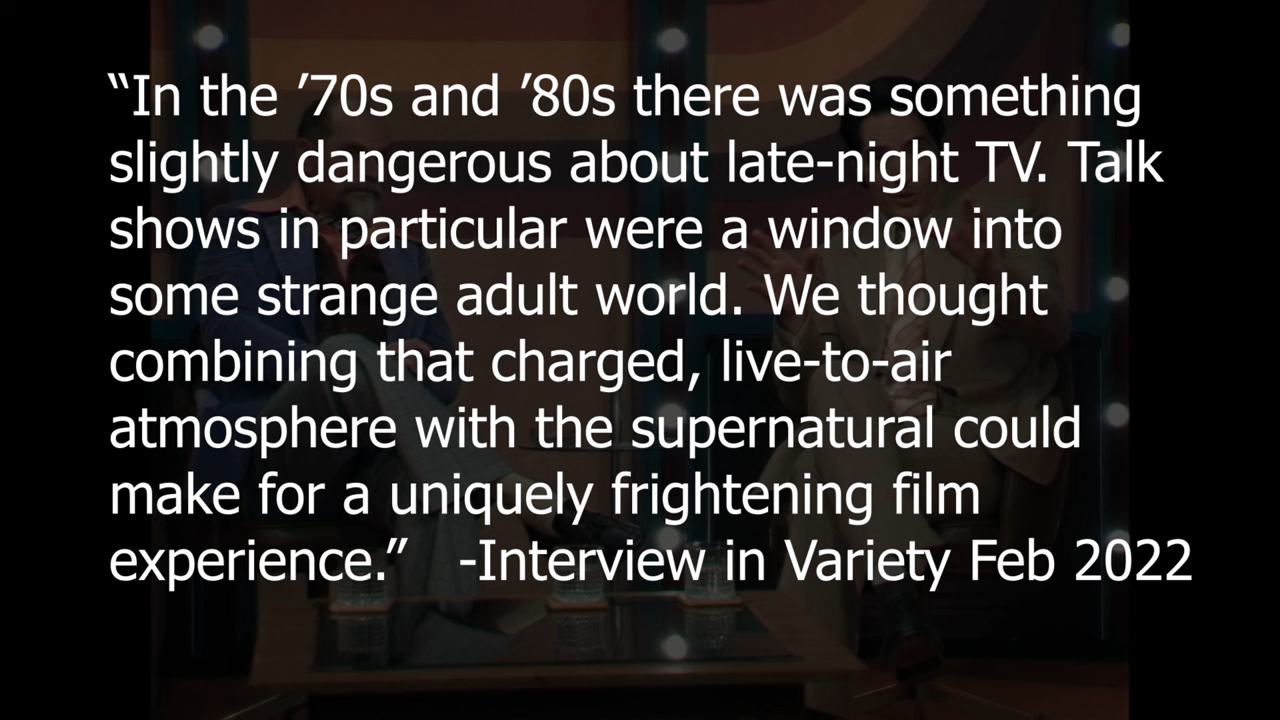 “In the ’70s and ’80s there was something
slightly dangerous about late-night TV. Talk
shows in particular were a window into
some strange adult world. We thought
combining that charged, live-to-air
atmosphere with the supernatural could
make for a uniquely frightening film
experience.” -Interview in Variety Feb 2022